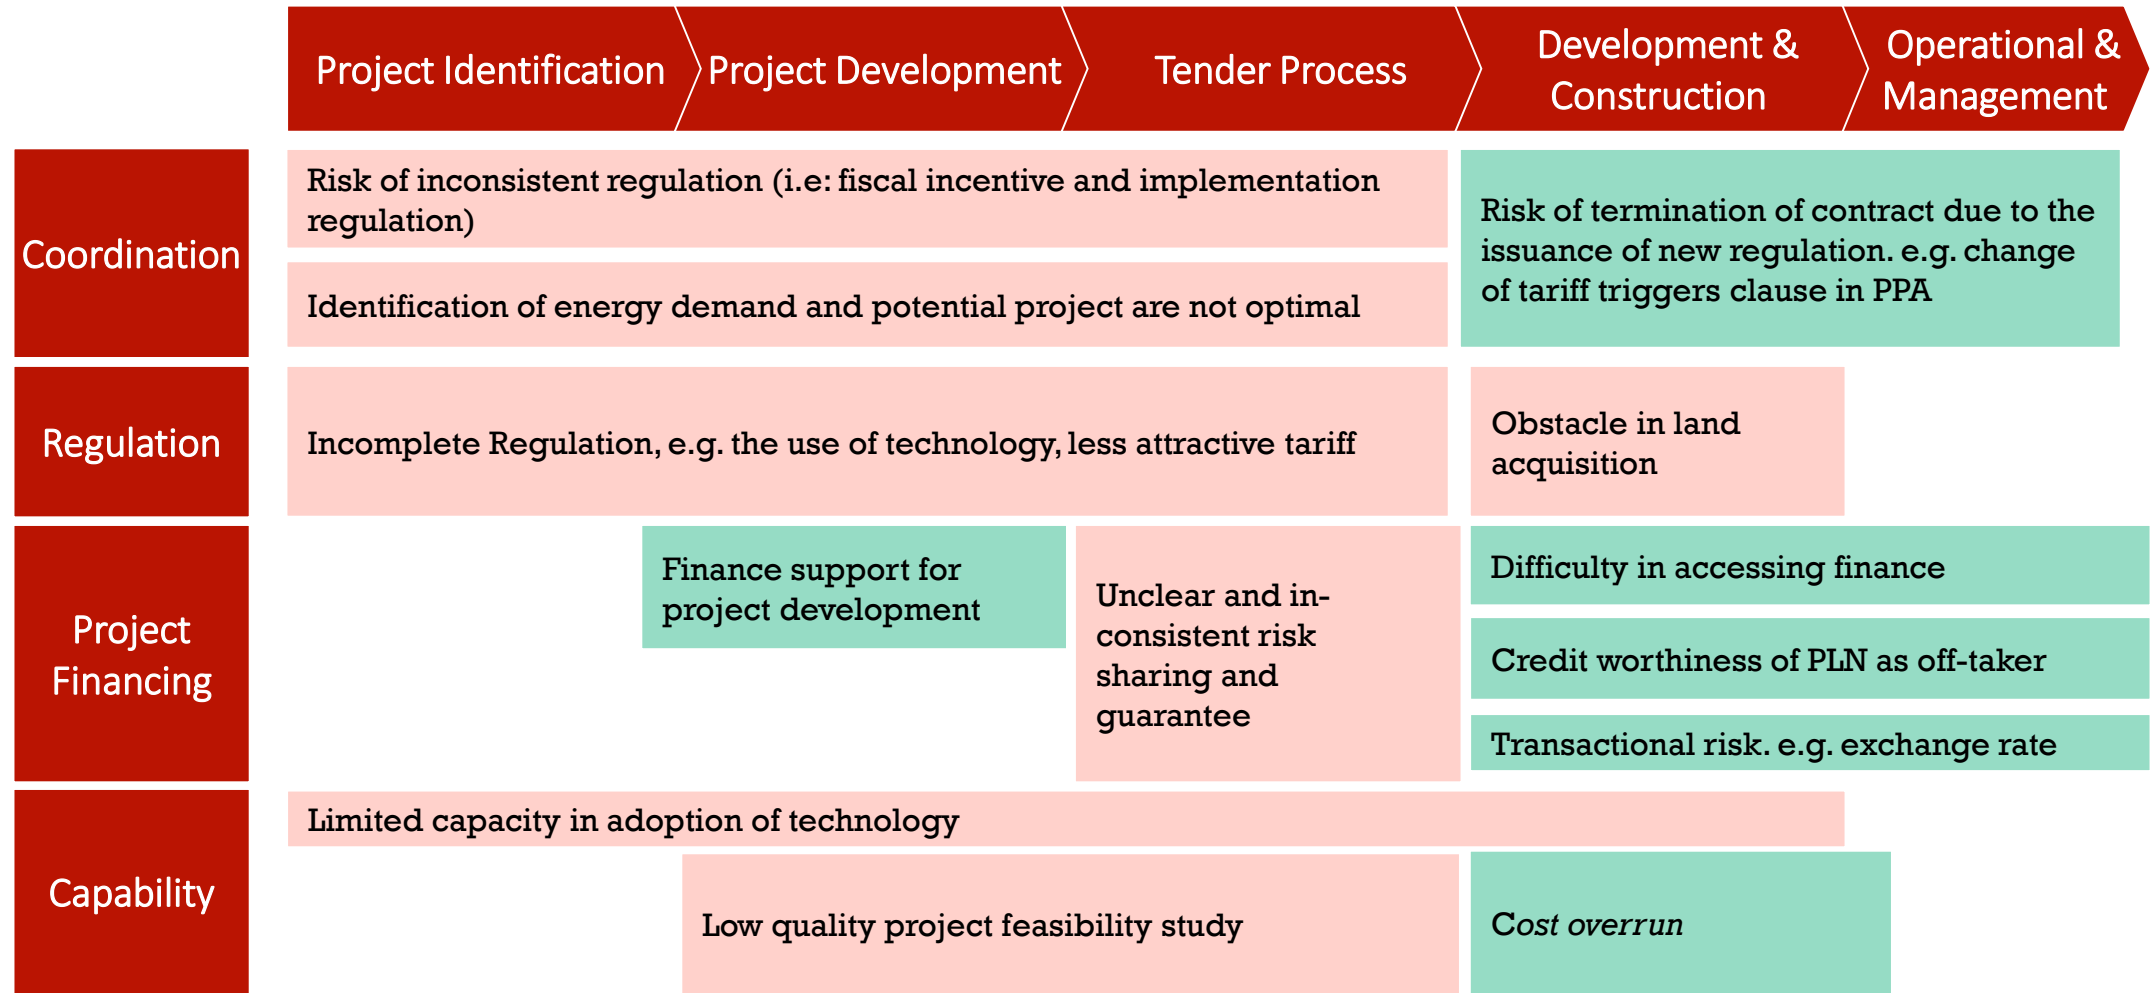 Project Identification
Project Development
Tender Process
Development &
Construction
Operational &
Management
Coordination
Risk of inconsistent regulation (i.e: fiscal incentive and implementation
regulation)
Identification of energy demand and potential project are not optimal
Risk of termination of contract due to the
issuance of new regulation. e.g. change
of tariff triggers clause in PPA
Regulation
Incomplete Regulation, e.g. the use of technology, less attractive tariff
Obstacle in land
acquisition
Project
Financing
Finance support for
project development
Unclear and in-
consistent risk
sharing and
guarantee
Difficulty in accessing finance
Credit worthiness of PLN as off-taker
Transactional risk. e.g. exchange rate
Capability
Limited capacity in adoption of technology
Low quality project feasibility study
Cost overrun